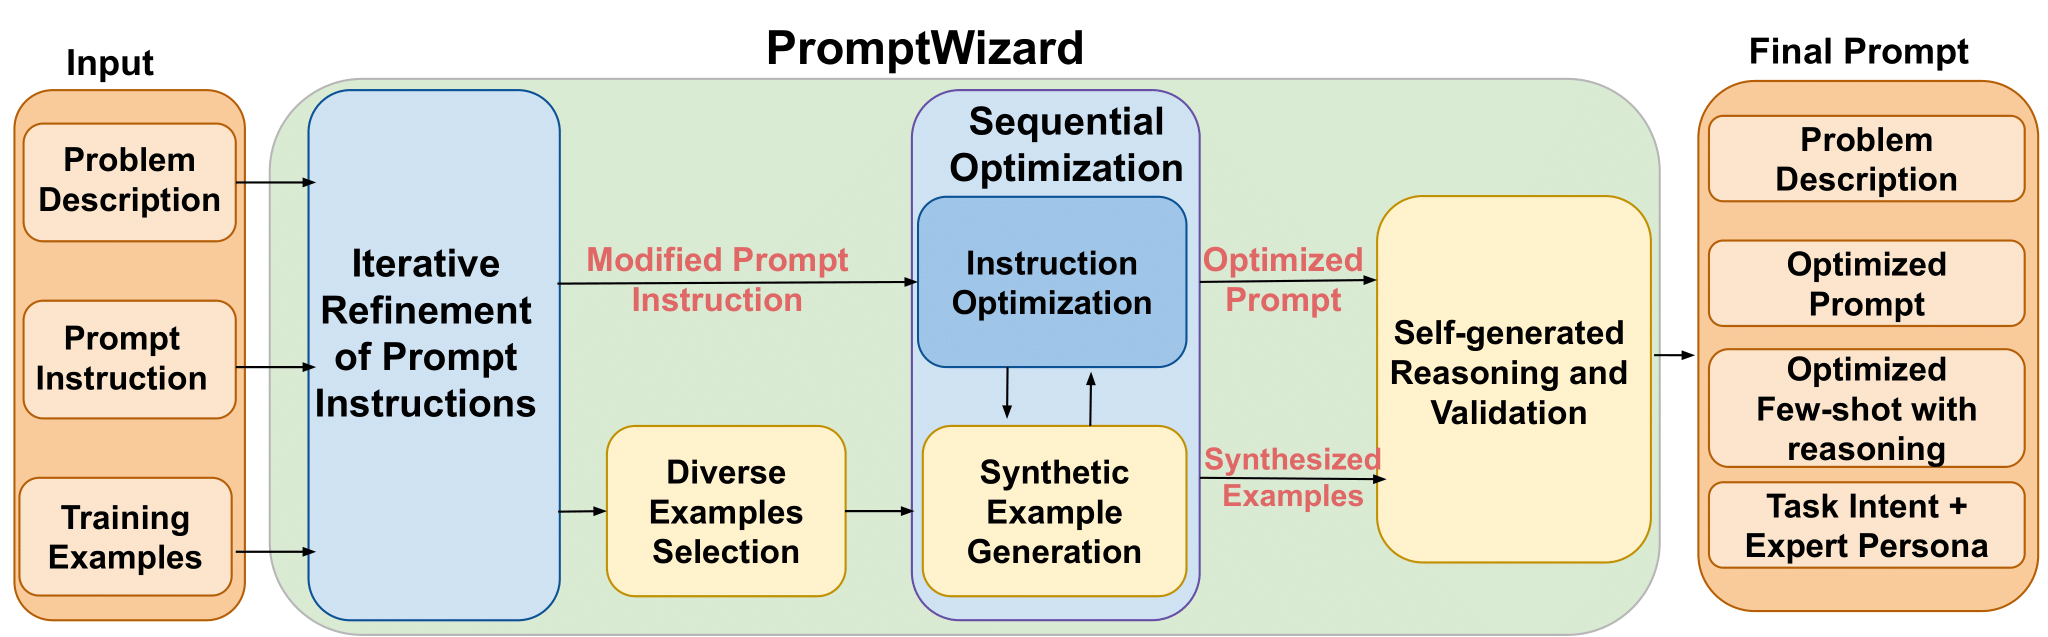 PromptWizard
Input
Problem
Description
Prompt
Instruction
Training
Examples
Iterative
Refinement
of Prompt
Instructions
Modified Prompt
Instruction
Diverse
Examples
Selection
Sequential
Optimization
Instruction
Optimization
Synthetic
Example
Generation
Optimized
Prompt
Synthesized
Examples
Self-generated
Reasoning and
Validation
Final Prompt
Problem
Description
Optimized
Prompt
Optimized
Few-shot with
reasoning
Task Intent +
Expert Persona